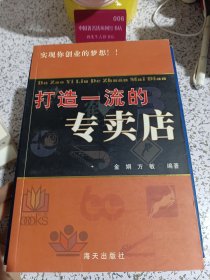 006
实现你创业的梦想！！
Da Zao Yi Liu De Zhuan Mai Dian
打造一流的
专卖店
金娟 方敏 编著
BOOKS
海天出版社